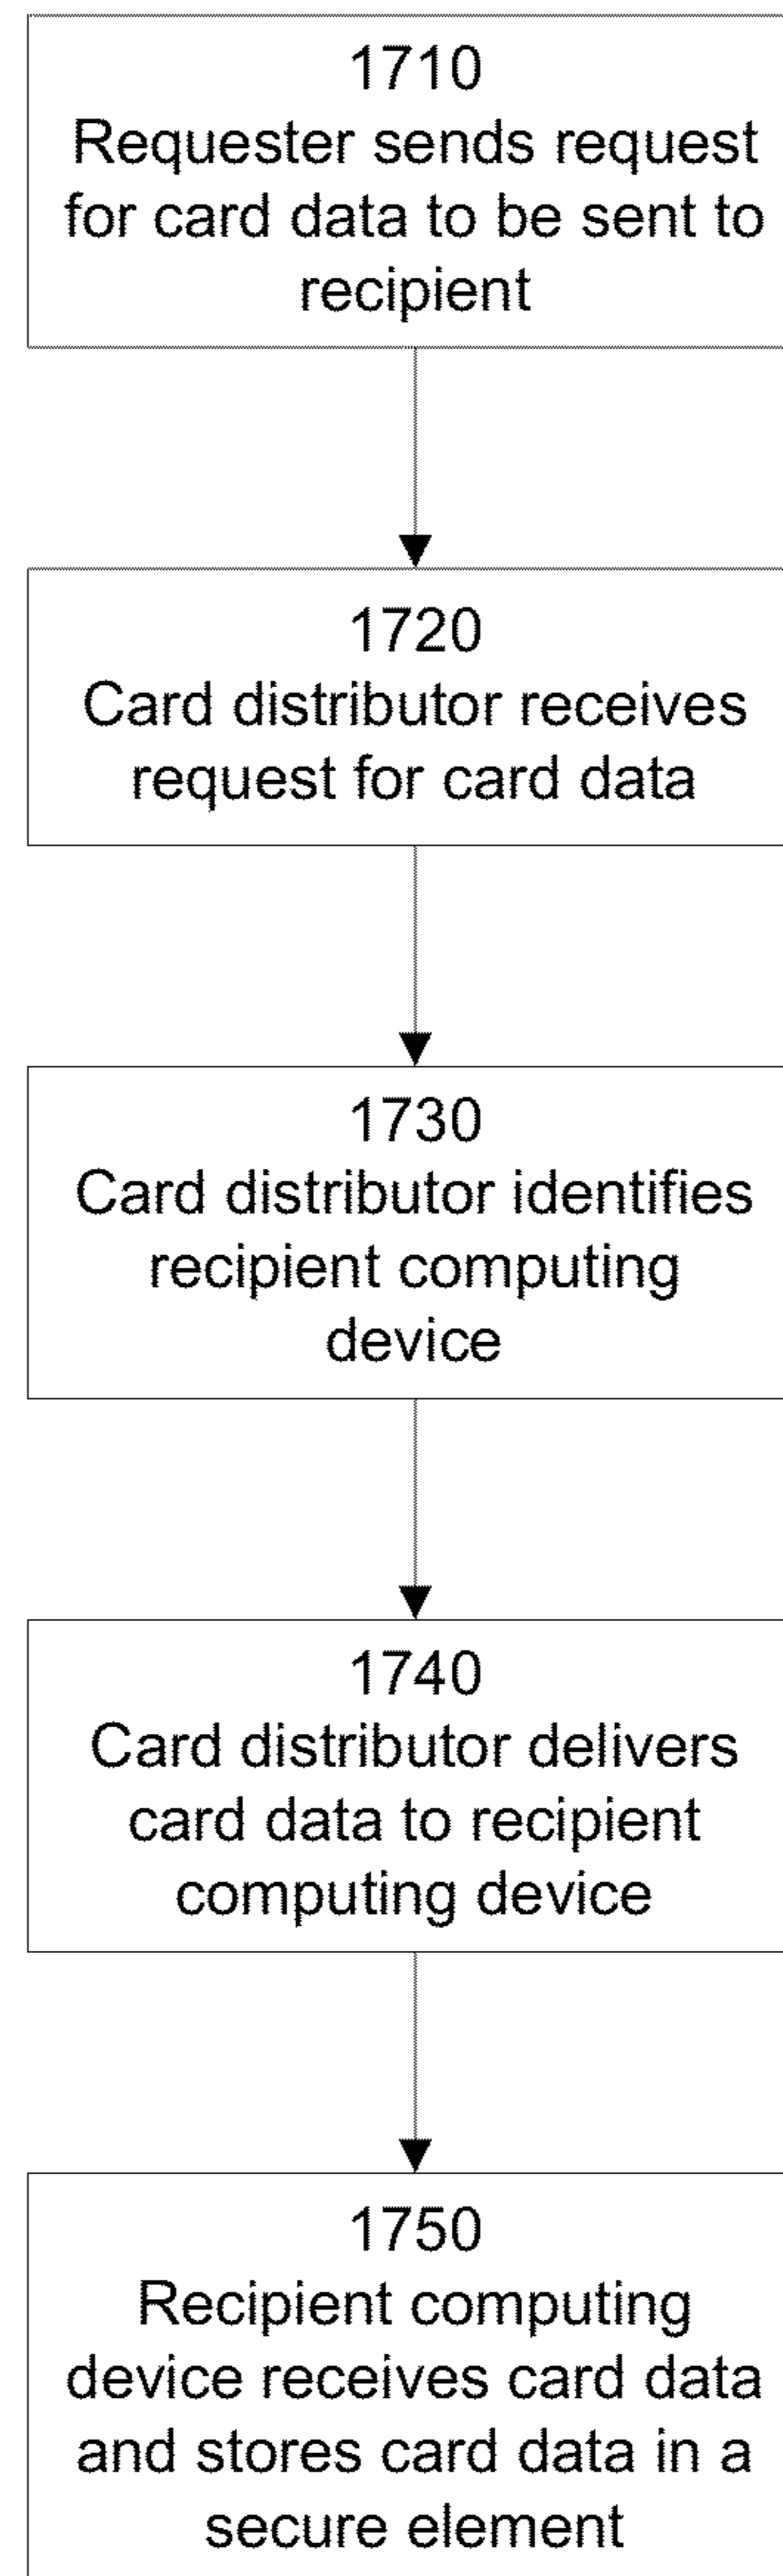 1710
Requester sends request
for card data to be sent to
recipient
1720
Card distributor receives
request for card data
1730
Card distributor identifies
recipient computing
device
1740
Card distributor delivers
card data to recipient
computing device
1750
Recipient computing
device receives card data
and stores card data in a
secure element